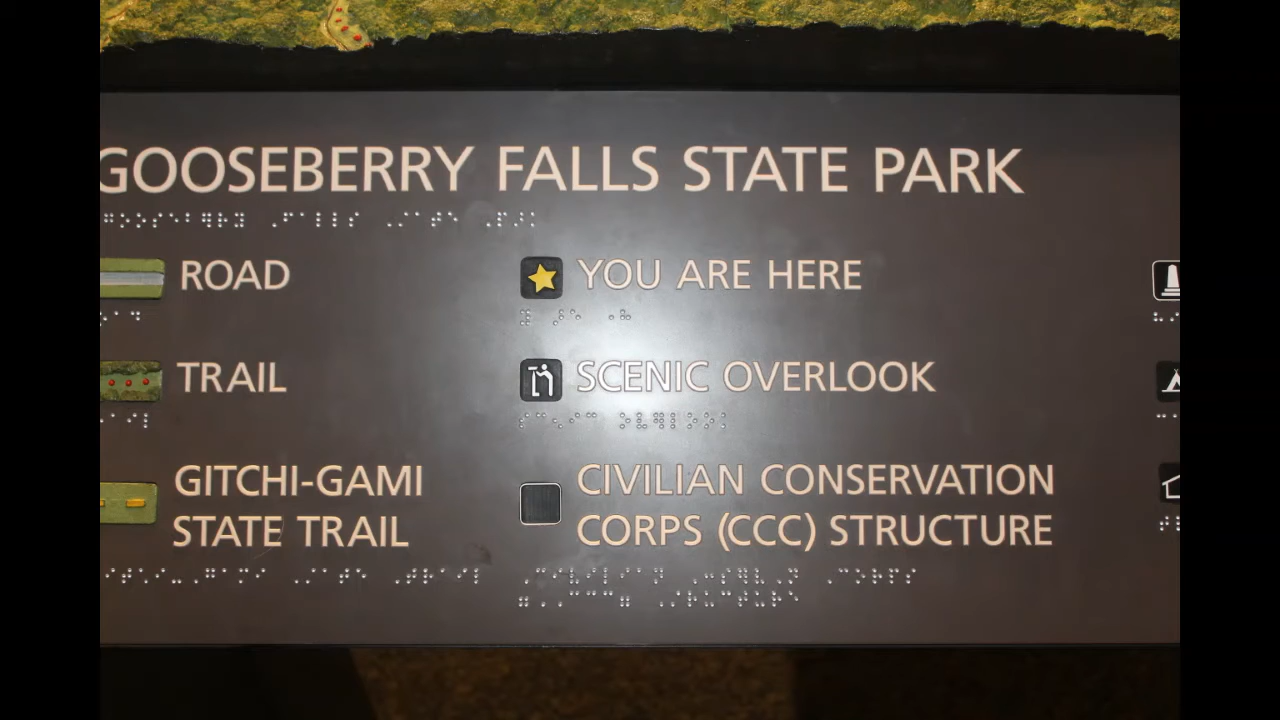 GOOSEBERRY FALLS STATE PARK
ROAD
YOU ARE HERE
TRAIL
SCENIC OVERLOOK
GITCHI-GAMI
STATE TRAIL
CIVILIAN CONSERVATION
CORPS (CCC) STRUCTURE